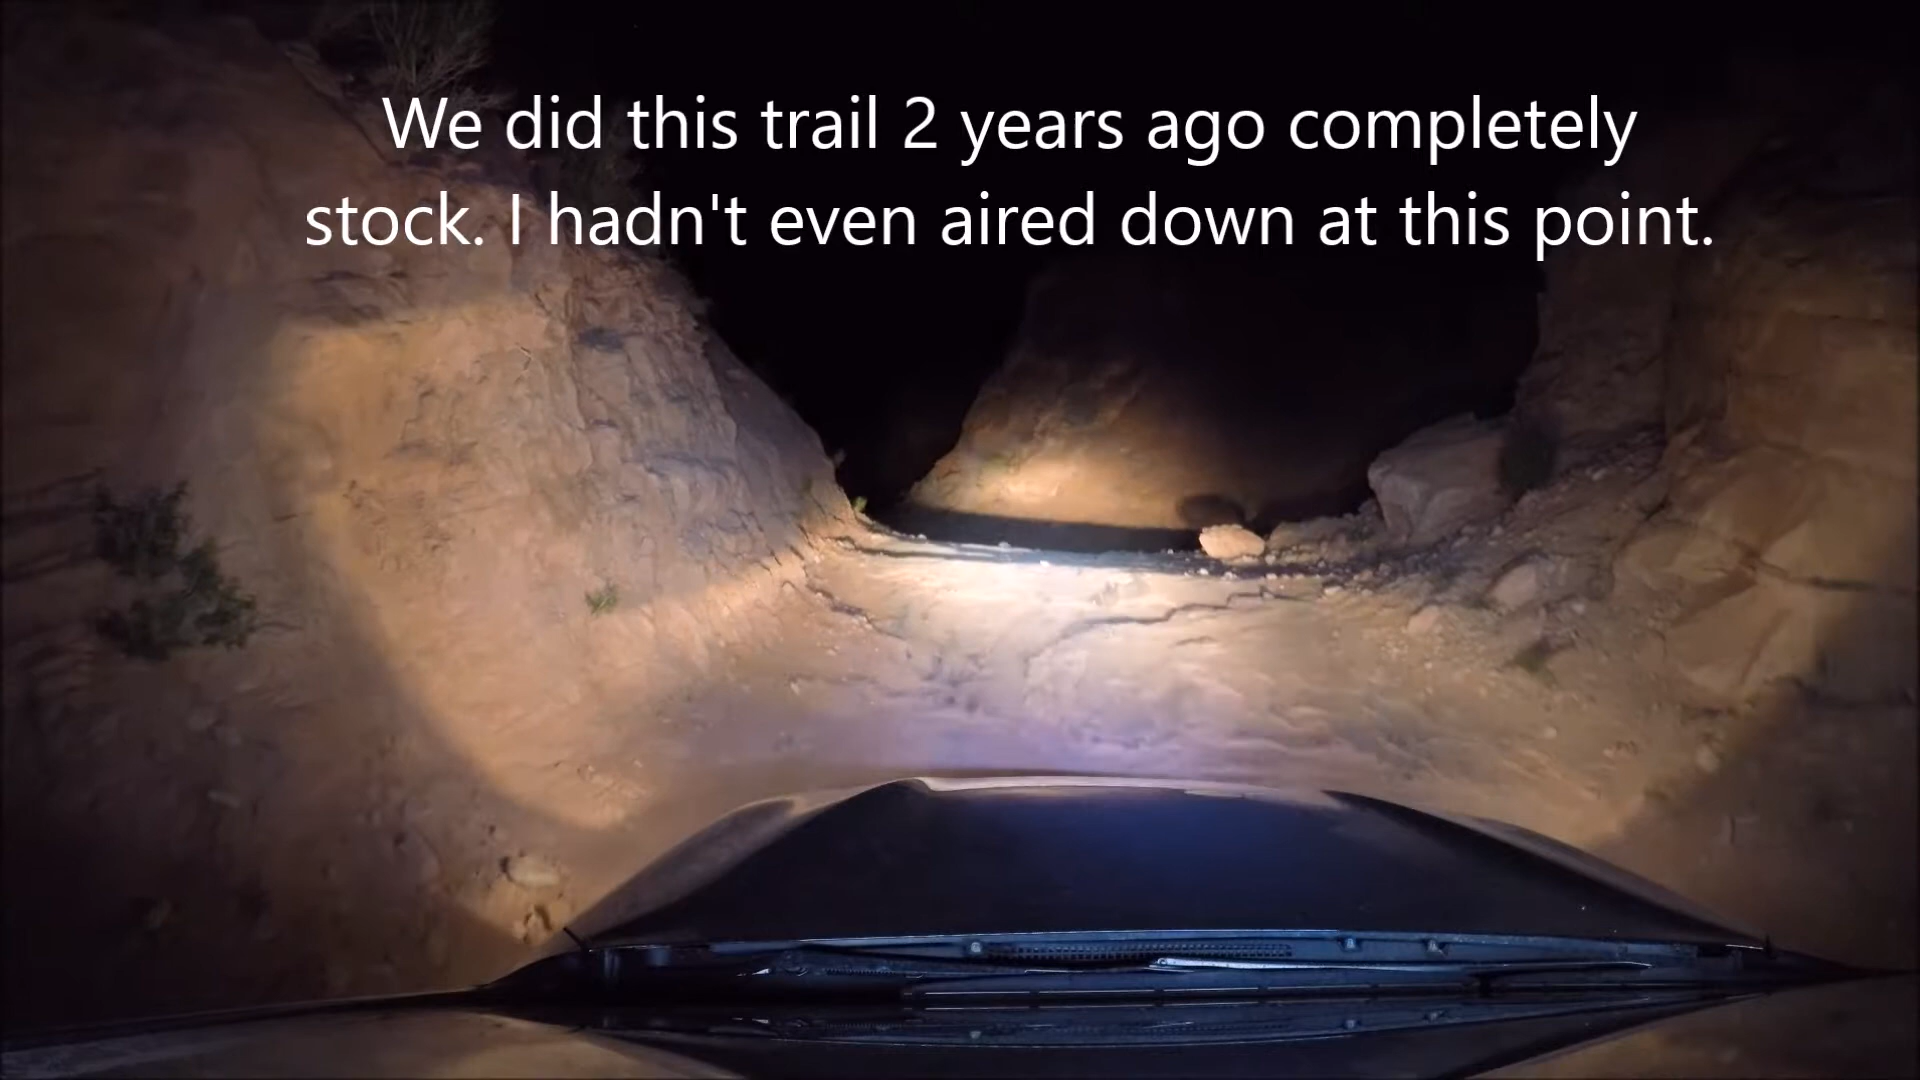 We did this trail 2 years ago completely
stock. I hadn't even aired down at this point.